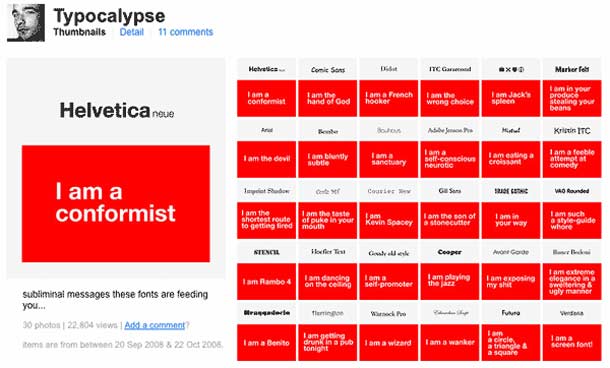 Typocalypse
Thumbnails Detail 11 comments
Helvetica neue
I am a
conformist
subliminal messages these fonts are feeding
you...
30 photos | 22,804 views | Add a comment?
items are from between 20 Sep 2008 & 22 Oct 2008.
Helvetica neue
Comic Sans
Didot
ITC Garamond
Marker Felt
I am a
conformist
I am the
hand of God
I am a French
hooker
I am the
wrong choice
I am Jack's
spleen
I am in your
produce
stealing your
beans
Arial
Bembo
Bauhaus
Adobe Jenson Pro
Mistral
Kristin ITC
I am the devil
I am bluntly
subtle
I am a
sanctuary
I am a
self-conscious
neurotic
I am eating a
croissant
I am a feeble
attempt at
comedy
Imprint Shadow
Courier New
Gill Sans
TRADE GOTHIC
VAG Rounded
I am the
shortest route
to getting fired
I am the taste
of puke in your
mouth
I am
Kevin Spacey
I am the son of
a stonecutter
I am in
your way
I am such
a style-guide
whore
STENCIL
Hoefler Text
Goudy old style
Cooper
Avant Garde
Bauer Bodoni
I am Rambo 4
I am dancing
on the ceiling
I am a
self-promoter
I am playing
the jazz
I am exposing
my shit
I am extreme
elegance in a
sweltering &
ugly manner
Braggadocio
flemington
Warnock Pro
Edwardian Script
Futura
Verdana
I am a Benito
I am getting
drunk in a pub
tonight
I am a wizard
I am a wanker
I am
a circle,
a triangle &
a square
I am a
screen font!